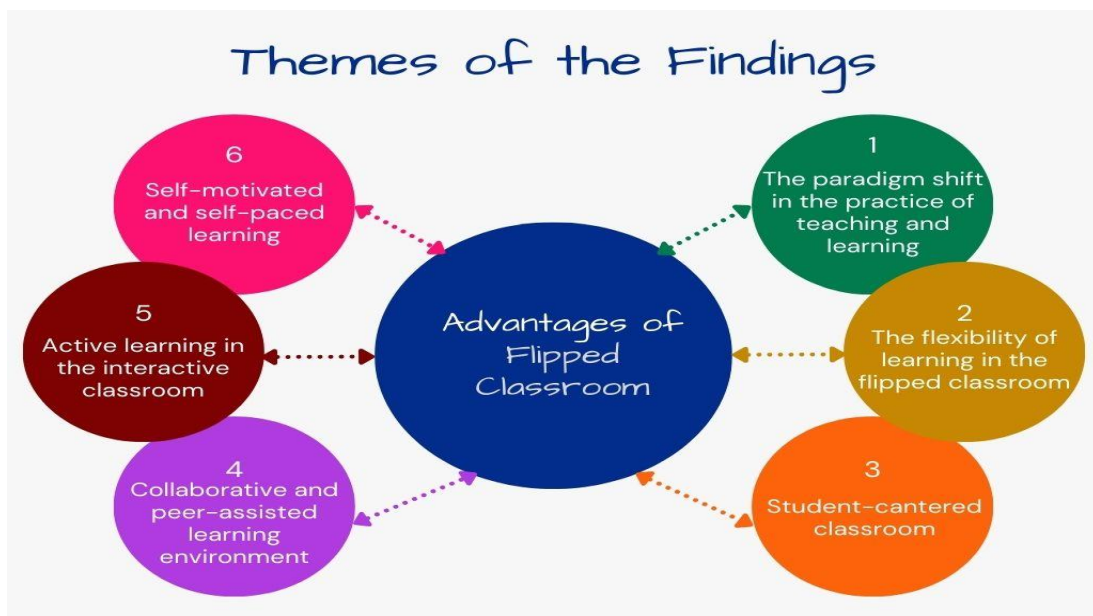 Themes of the Findings
6
Self-motivated
and self-paced
learning
1
The paradigm shift
in the practice of
teaching and
learning
5
Active learning in
the interactive
classroom
Advantages of
Flipped
Classroom
2
The flexibility of
learning in the
flipped classroom
4
Collaborative and
peer-assisted
learning
environment
3
Student-cantered
classroom